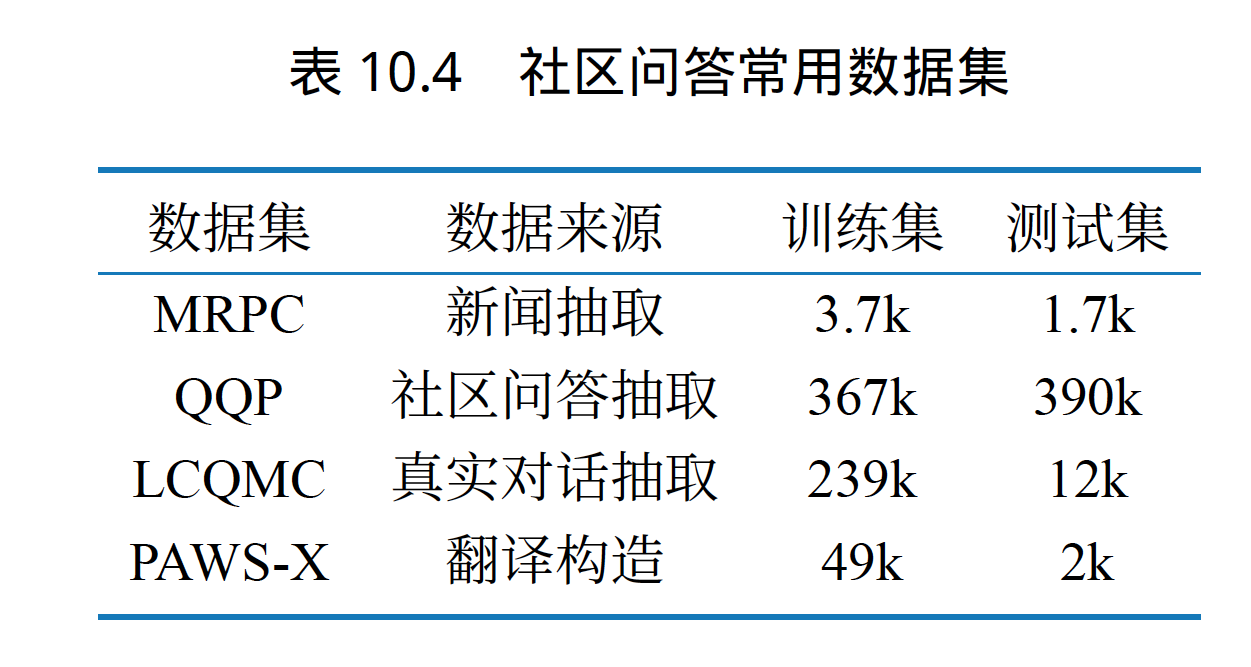 表 10.4 社区问答常用数据集
数据集 数据来源 训练集 测试集
MRPC 新闻抽取 3.7k 1.7k
QQP 社区问答抽取 367k 390k
LCQMC 真实对话抽取 239k 12k
PAWS-X 翻译构造 49k 2k